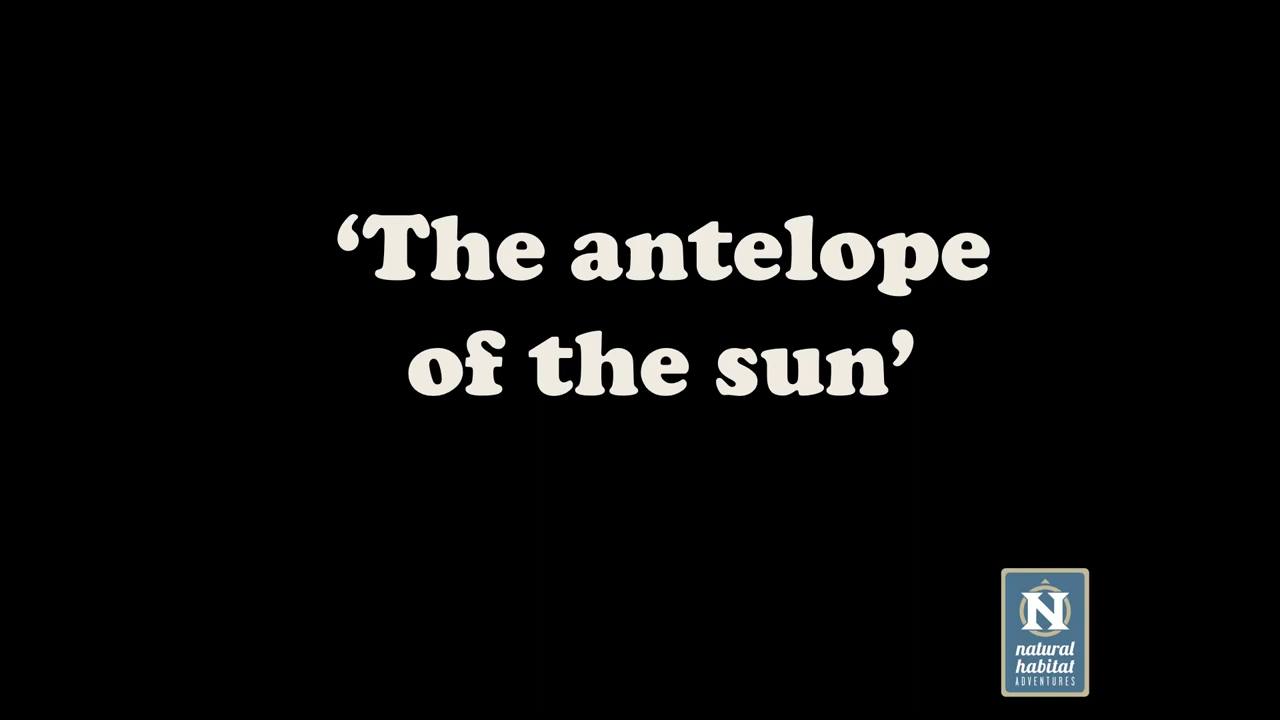 ‘The antelope
of the sun’
N
natural
habitat
ADVENTURES